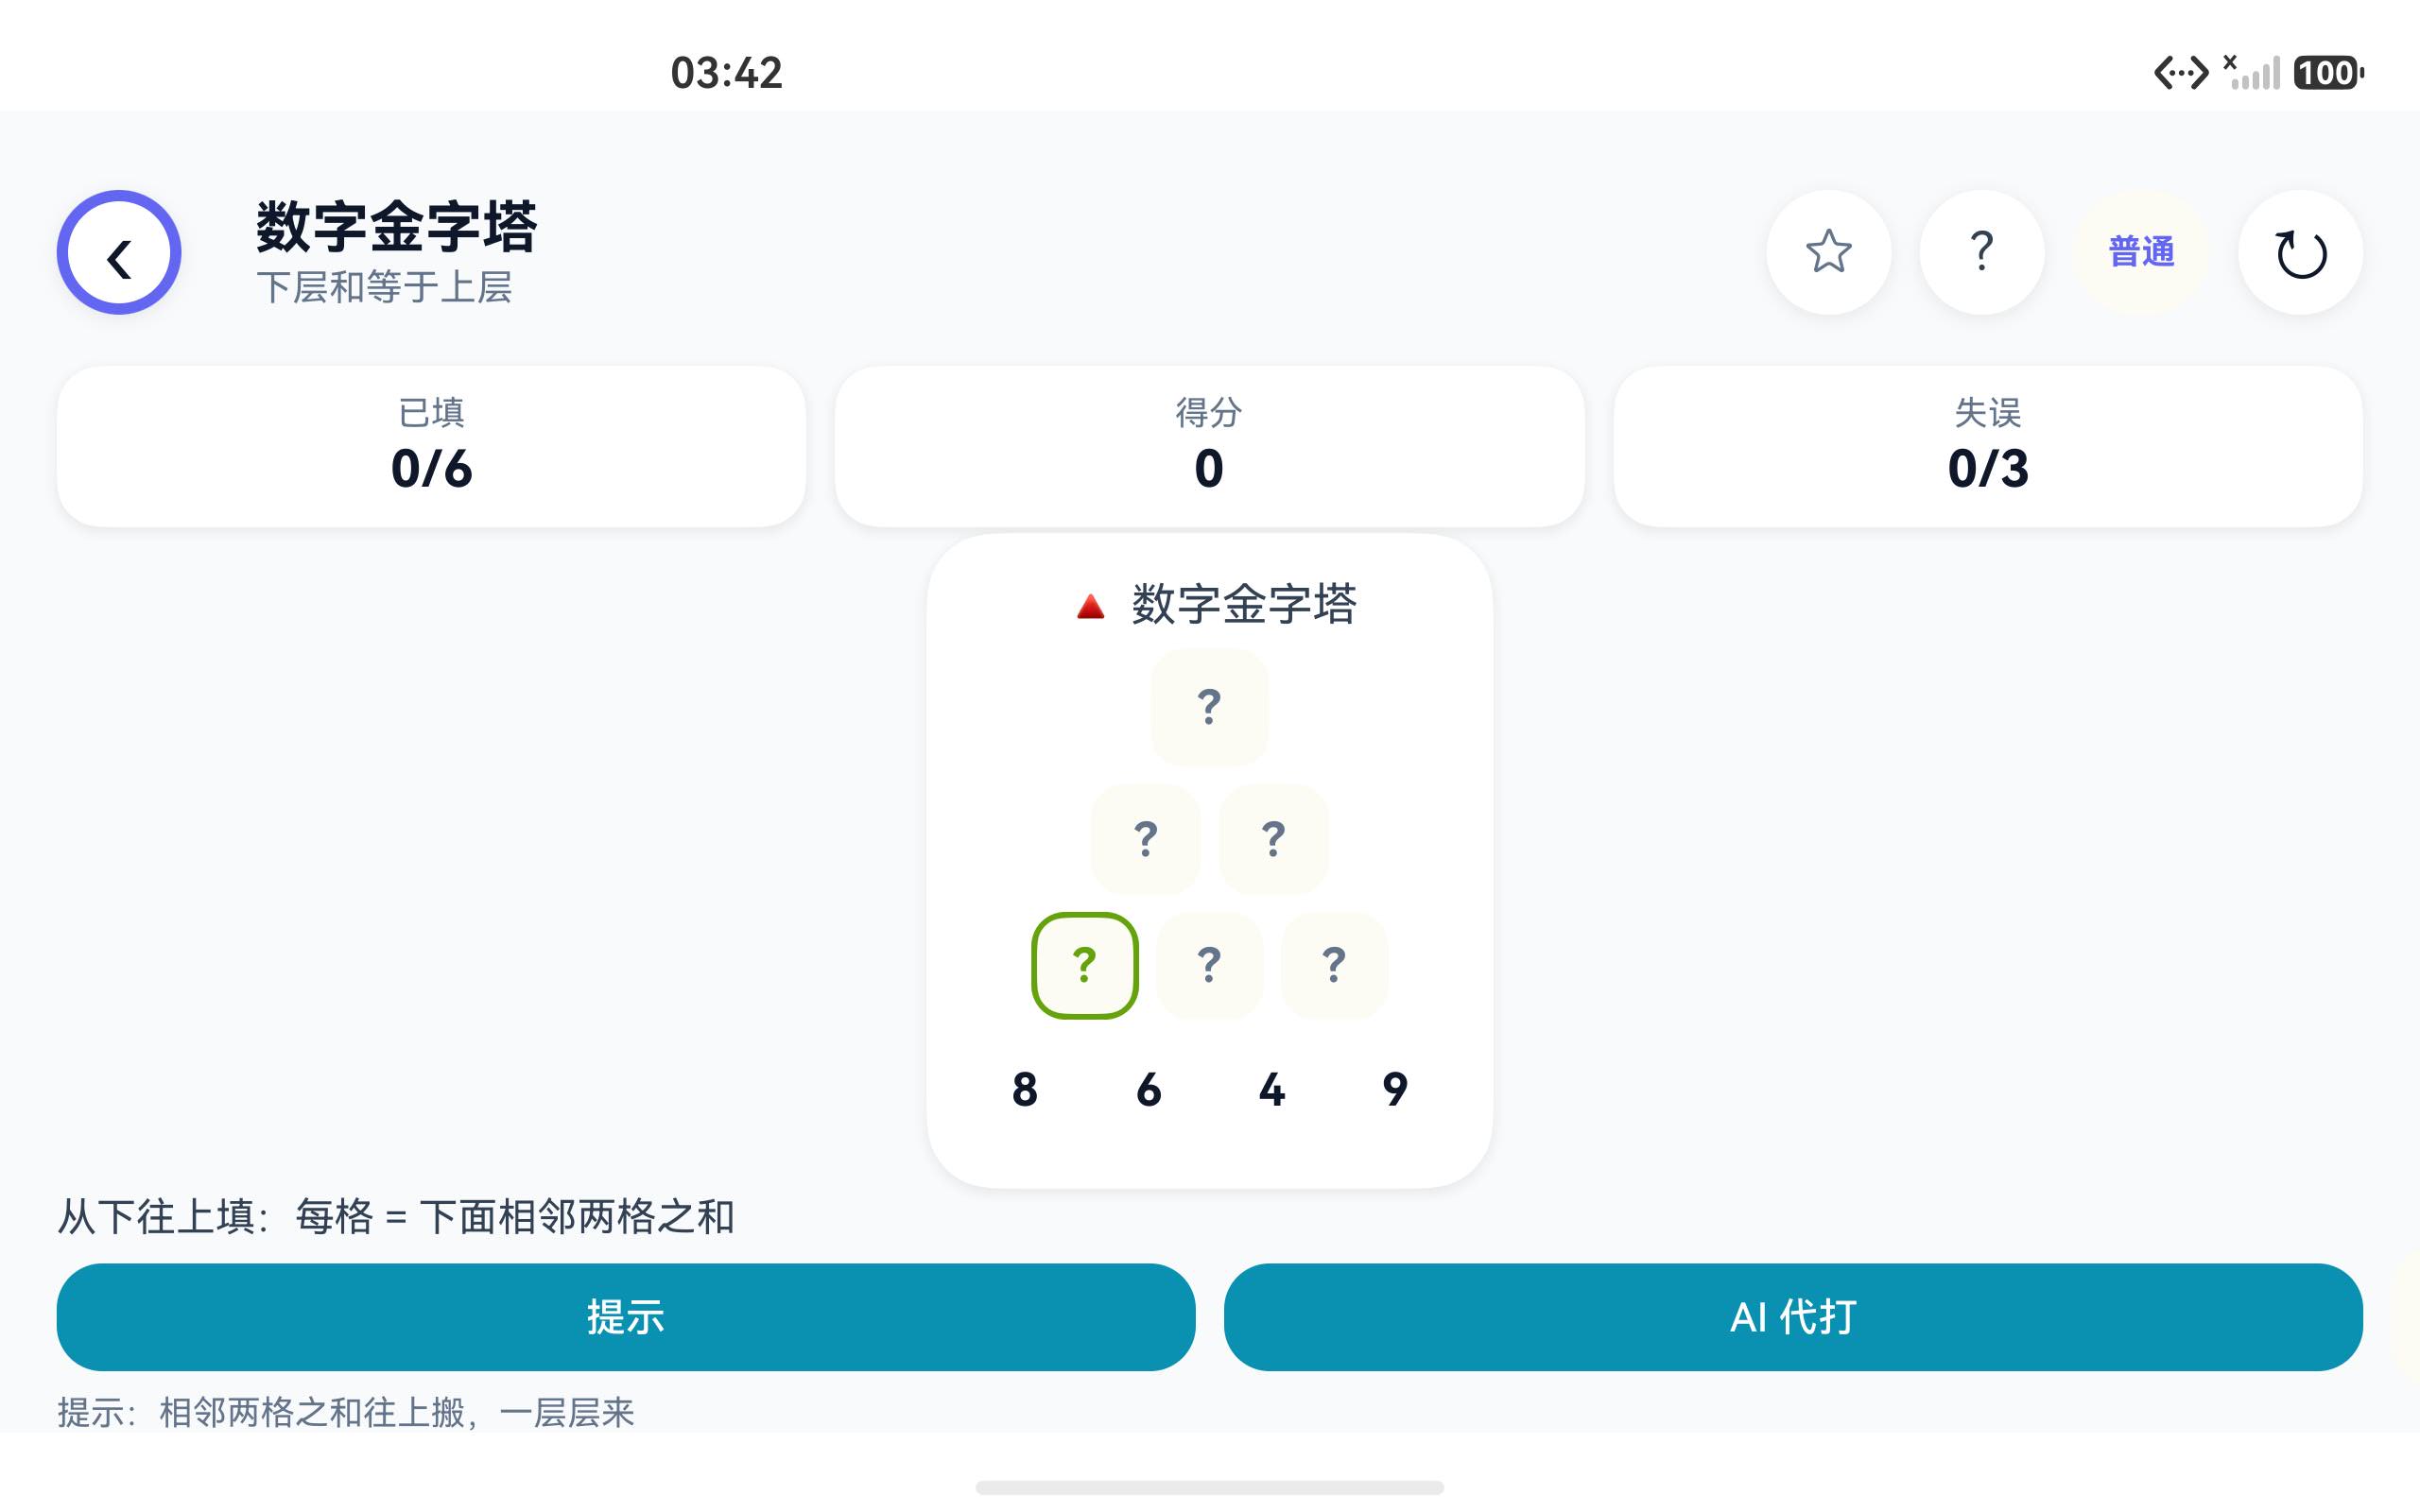 03:42
100
数字金字塔
下层和等于上层
?
普通
已填
0/6
得分
0
失误
0/3
数字金字塔
?
? ?
? ? ?
8 6 4 9
从下往上填：每格 = 下面相邻两格之和
提示
AI 代打
提示：相邻两格之和往上搬，一层层来